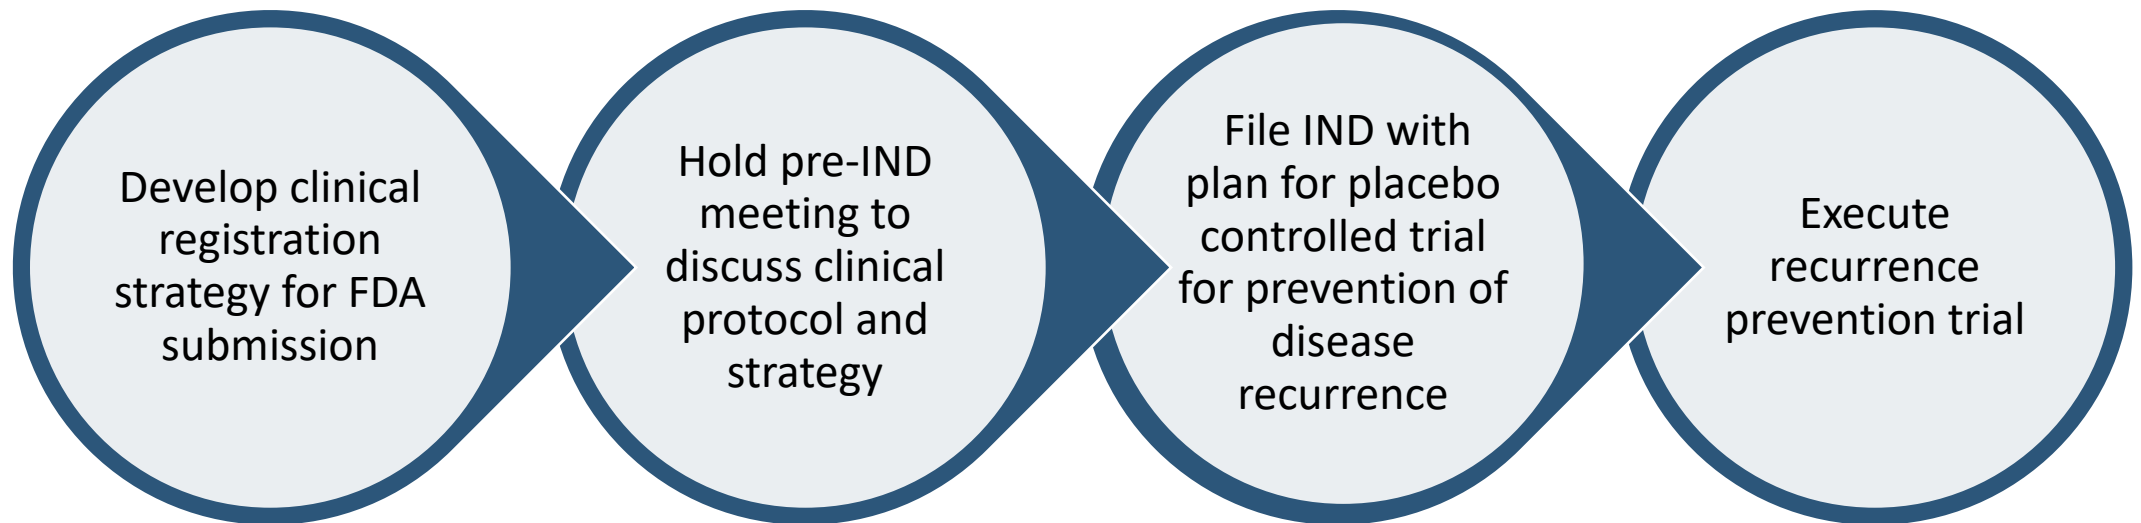 Develop clinical
registration
strategy for FDA
submission
Hold pre-IND
meeting to
discuss clinical
protocol and
strategy
File IND with
plan for placebo
controlled trial
for prevention of
disease
recurrence
Execute
recurrence
prevention trial